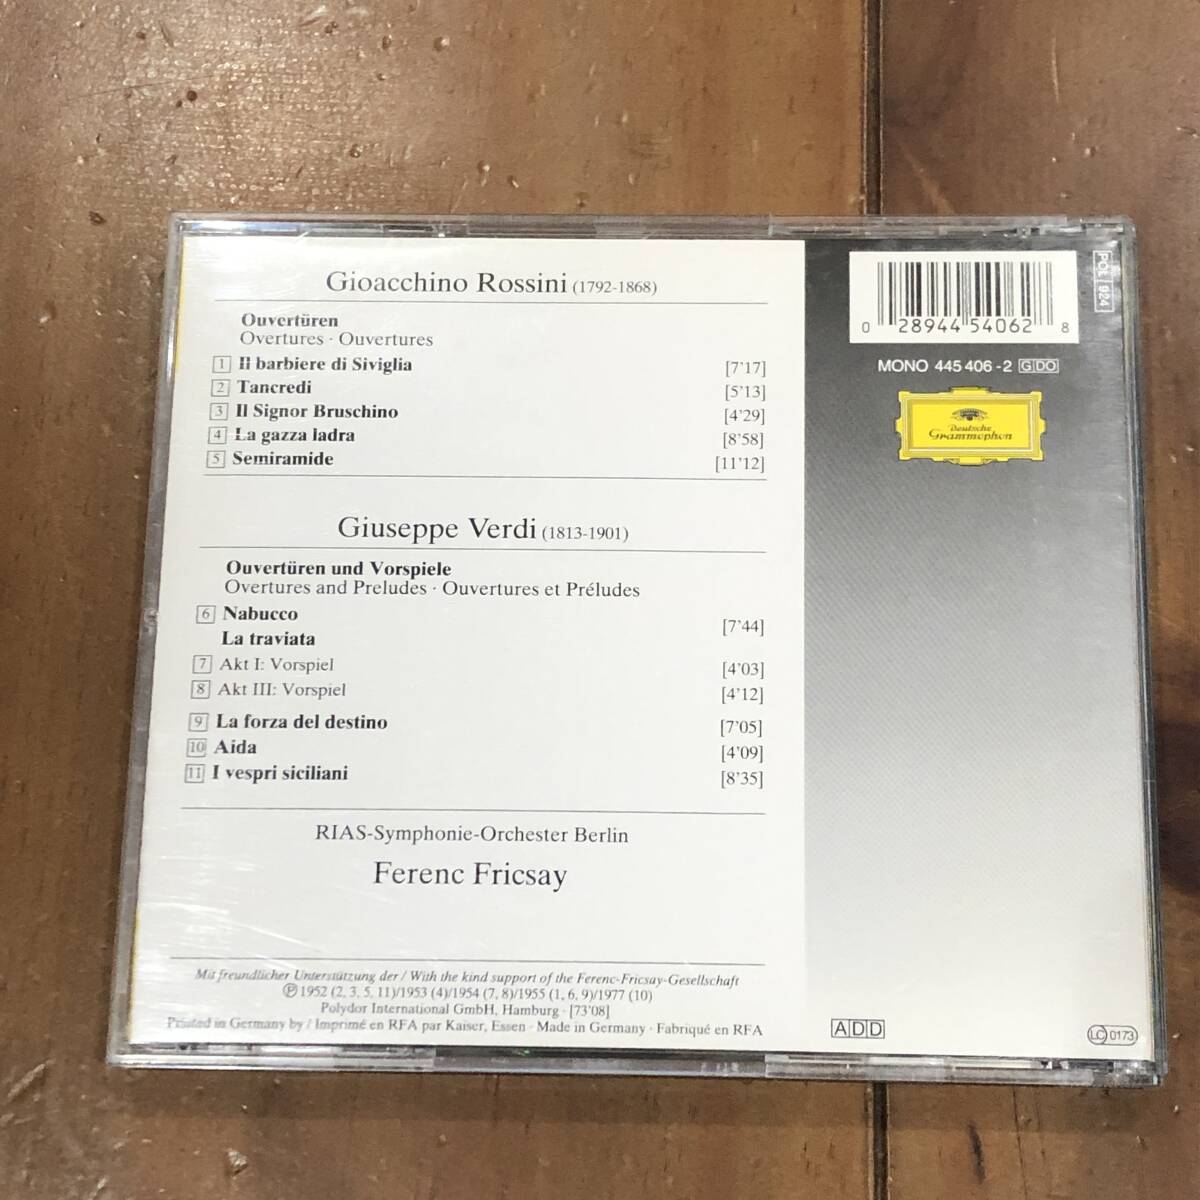 Gioacchino Rossini (1792-1868)
Ouvertüren
Overtures · Ouvertures
1 Il barbiere di Siviglia [7'17]
2 Tancredi [5'13]
3 Il Signor Bruschino [4'29]
4 La gazza ladra [8'58]
5 Semiramide [11'12]
Giuseppe Verdi (1813-1901)
Ouvertüren und Vorspiele
Overtures and Preludes · Ouvertures et Préludes
6 Nabucco [7'44]
La traviata
7 Akt I: Vorspiel [4'03]
8 Akt III: Vorspiel [4'12]
9 La forza del destino [7'05]
10 Aida [4'09]
11 I vespri siciliani [8'35]
RIAS-Symphonie-Orchester Berlin
Ferenc Fricsay
Mit freundlicher Unterstützung der / With the kind support of the Ferenc-Fricsay-Gesellschaft
℗ 1952 (2, 3, 5, 11)/1953 (4)/1954 (7, 8)/1955 (1, 6, 9)/1977 (10)
Polydor International GmbH, Hamburg · [73'08]
Printed in Germany by / Imprimé en RFA par Kaiser, Essen · Made in Germany · Fabriqué en RFA
0 28944 54062 8
POL 924
MONO 445 406-2 GDO
Deutsche
Grammophon
ADD
LC 0173